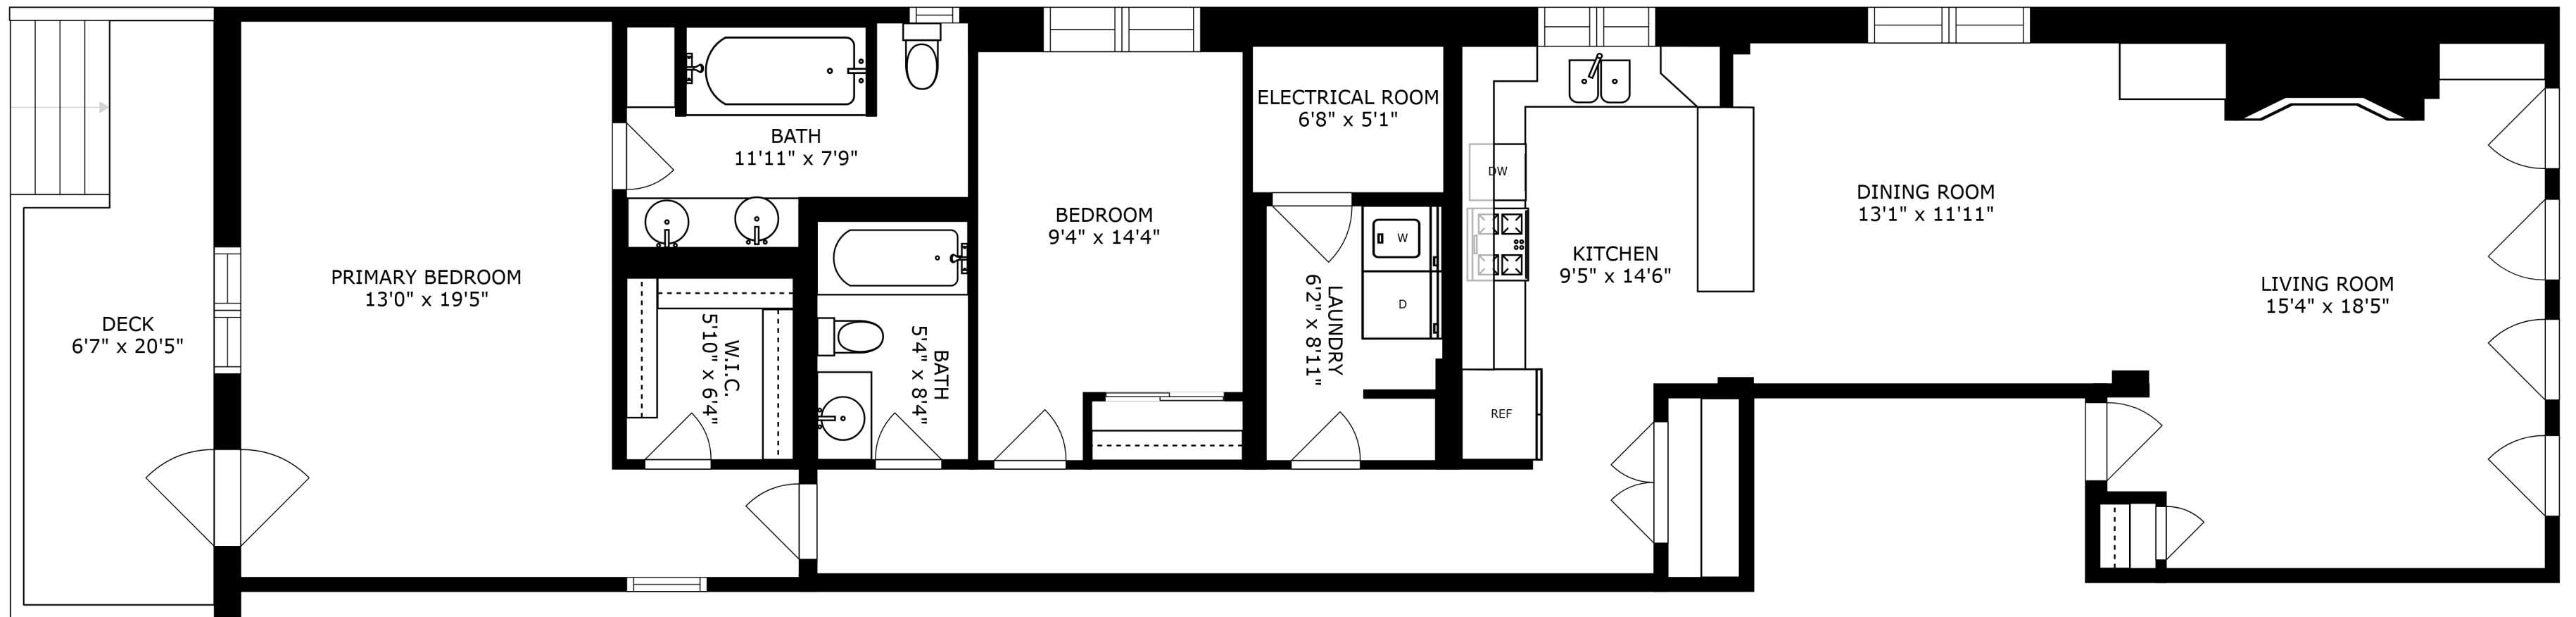 DECK
6'7" x 20'5"
PRIMARY BEDROOM
13'0" x 19'5"
BATH
11'11" x 7'9"
W.I.C.
5'10" x 6'4"
BATH
5'4" x 8'4"
BEDROOM
9'4" x 14'4"
ELECTRICAL ROOM
6'8" x 5'1"
LAUNDRY
6'2" x 8'11"
W
D
DW
KITCHEN
9'5" x 14'6"
REF
DINING ROOM
13'1" x 11'11"
LIVING ROOM
15'4" x 18'5"